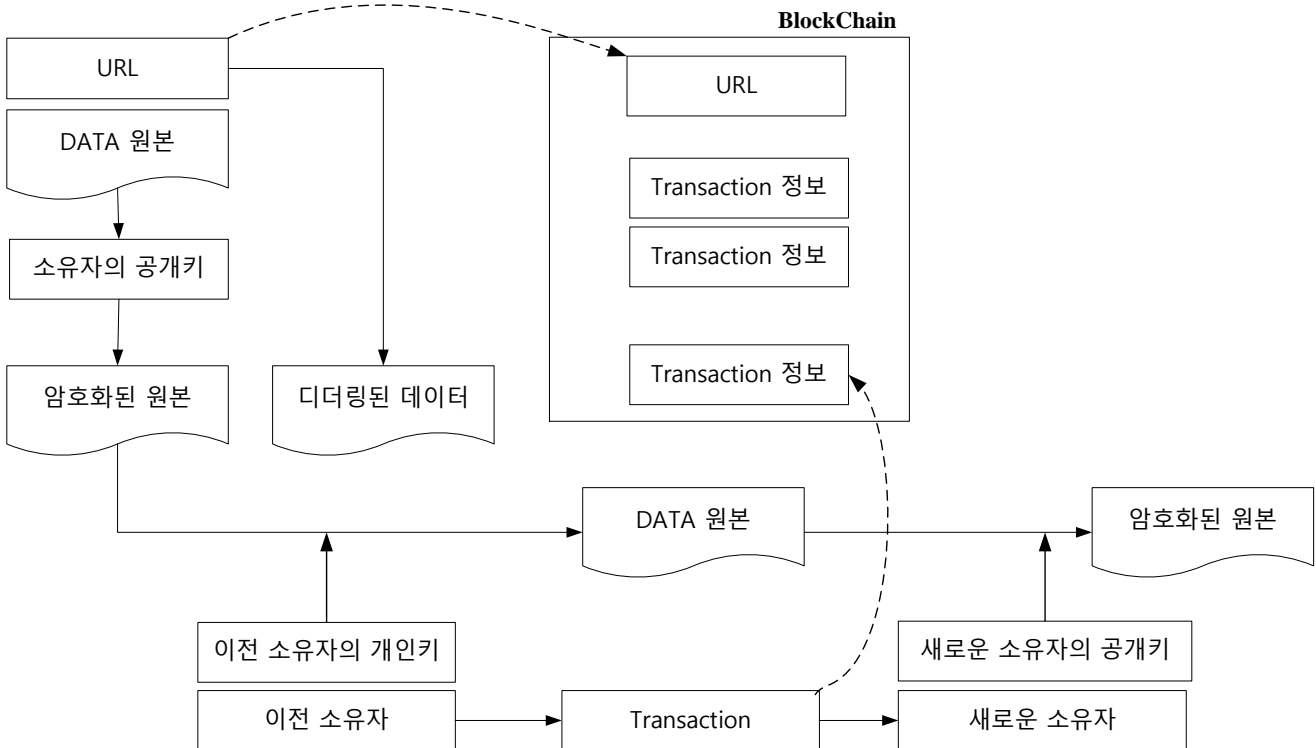 BlockChain
URL
URL
DATA 원본
Transaction 정보
Transaction 정보
소유자의 공개키
Transaction 정보
암호화된 원본
디더링된 데이터
DATA 원본
암호화된 원본
이전 소유자의 개인키
새로운 소유자의 공개키
이전 소유자
Transaction
새로운 소유자